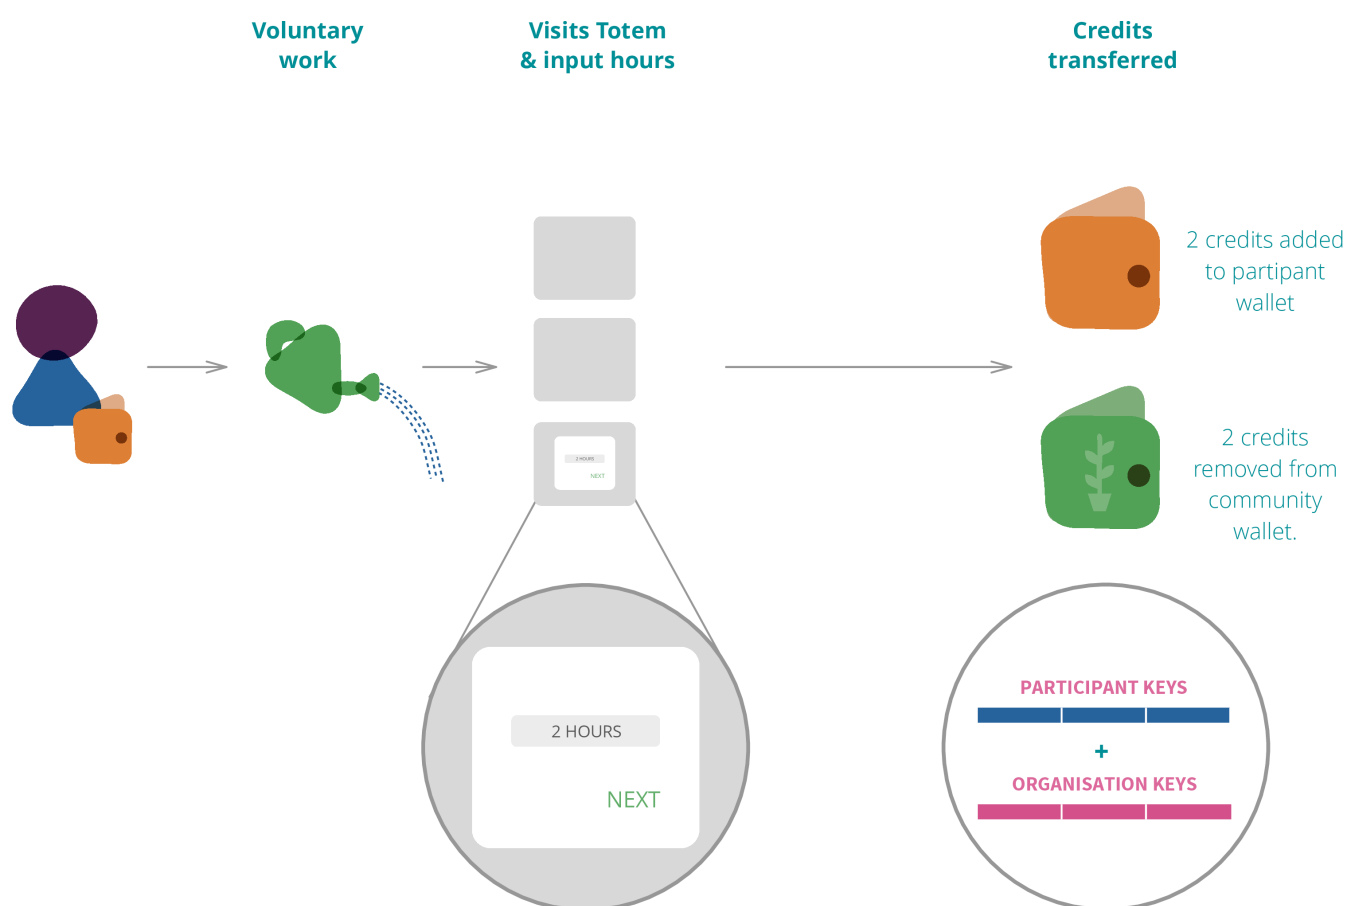 Voluntary
work
Visits Totem
& input hours
Credits
transferred
2 credits added
to partipant
wallet
2 HOURS
NEXT
2 credits
removed from
community
wallet.
2 HOURS
NEXT
PARTICIPANT KEYS
+
ORGANISATION KEYS